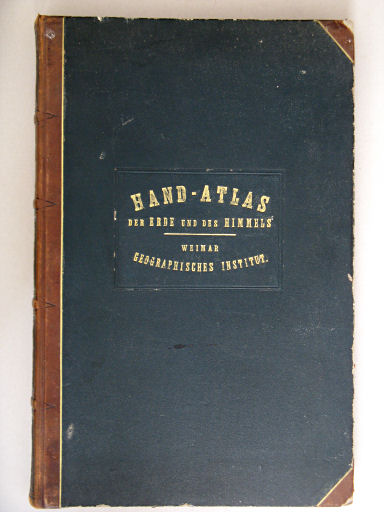 HAND-ATLAS
DER ERDE UND DES HIMMELS
WEIMAR
GEOGRAPHISCHES INSTITUT.